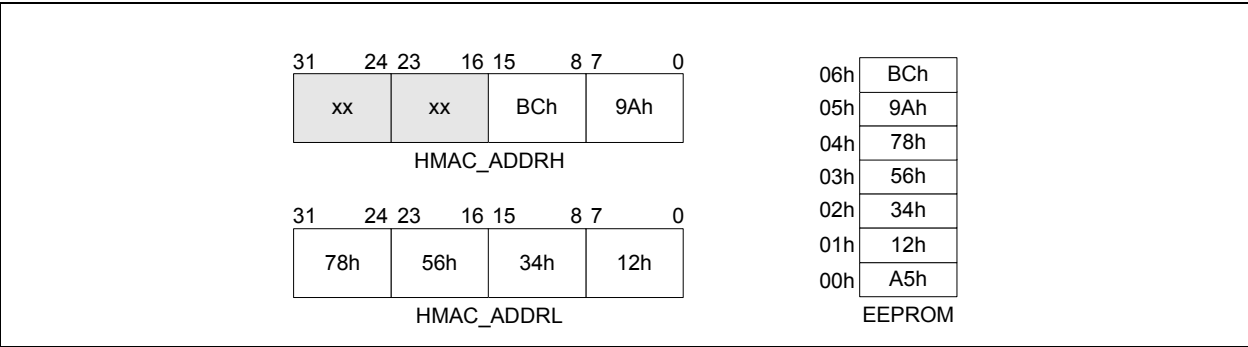 31 24 23 16 15 8 7 0
xx xx BCh 9Ah
HMAC_ADDRH
31 24 23 16 15 8 7 0
78h 56h 34h 12h
HMAC_ADDRL
06h BCh
05h 9Ah
04h 78h
03h 56h
02h 34h
01h 12h
00h A5h
EEPROM